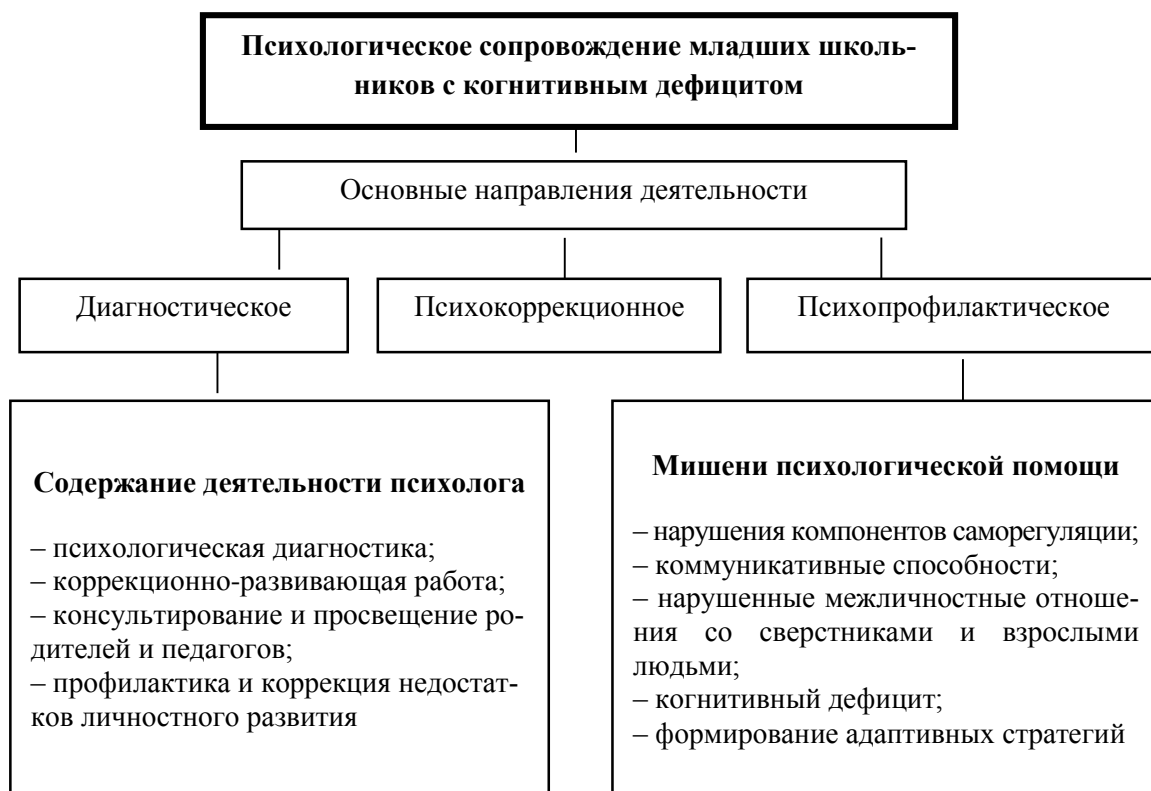 Психологическое сопровождение младших школь-
ников с когнитивным дефицитом
Основные направления деятельности
Диагностическое
Психокоррекционное
Психопрофилактическое
Содержание деятельности психолога
– психологическая диагностика;
– коррекционно-развивающая работа;
– консультирование и просвещение ро-
дителей и педагогов;
– профилактика и коррекция недостат-
ков личностного развития
Мишени психологической помощи
– нарушения компонентов саморегуляции;
– коммуникативные способности;
– нарушенные межличностные отноше-
ния со сверстниками и взрослыми
людьми;
– когнитивный дефицит;
– формирование адаптивных стратегий